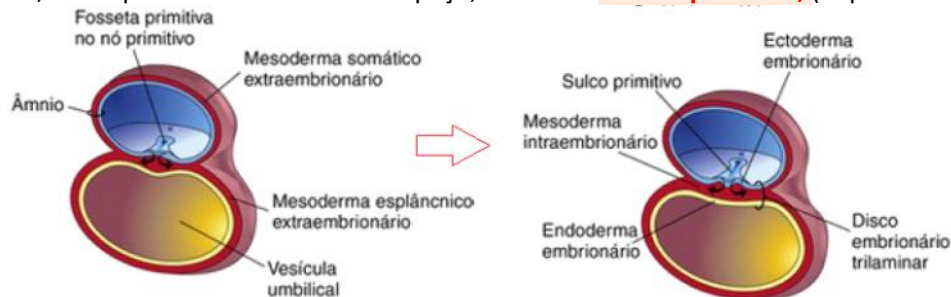 Fosseta primitiva
no nó primitivo
Mesoderma somático
extraembrionário
Âmnio
Mesoderma esplâncnico
extraembrionário
Vesícula
umbilical
Ectoderma
embrionário
Sulco primitivo
Mesoderma
intraembrionário
Endoderma
embrionário
Disco
embrionário
trilaminar